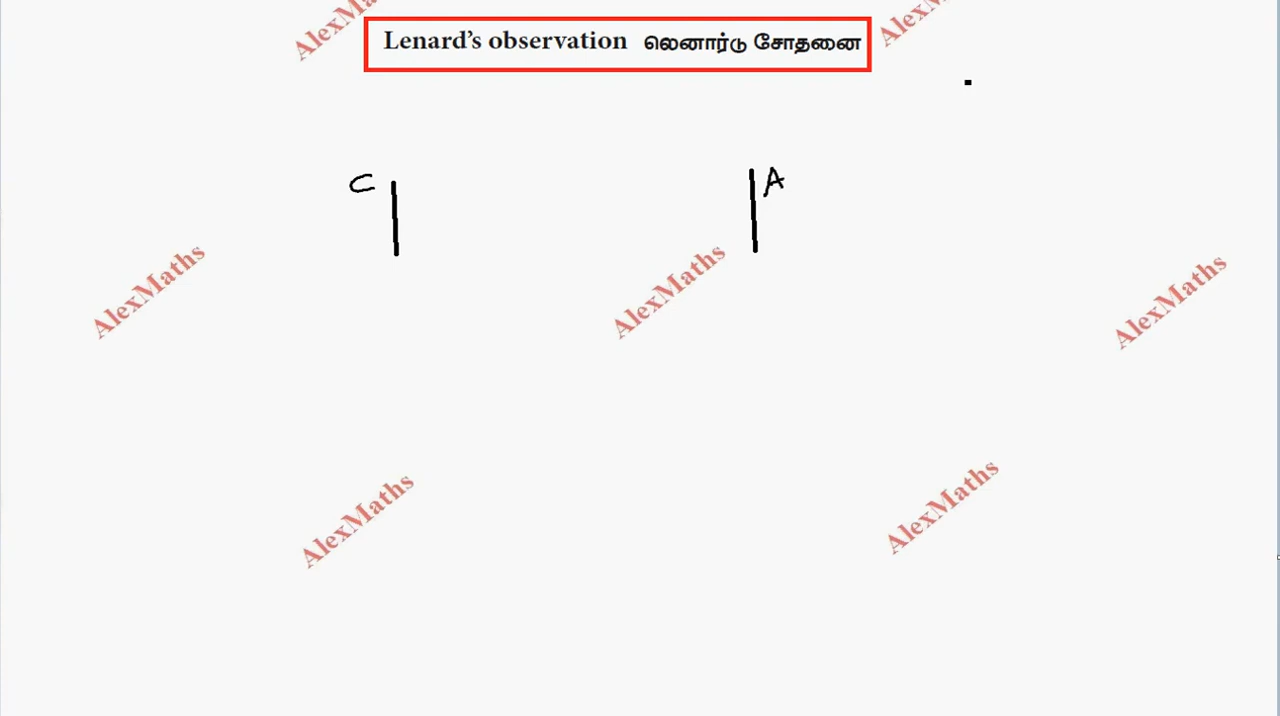 Lenard's observation லெனார்டு சோதனை
C A
AlexMaths
AlexMaths
AlexMaths
AlexMaths
AlexMaths